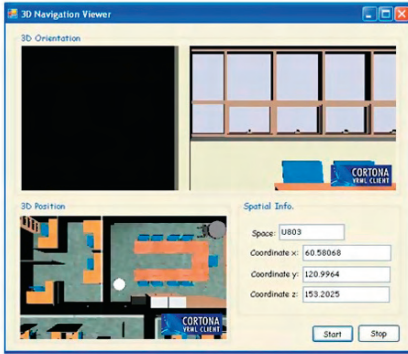 3D Navigation Viewer
3D Orientation
CORTONA
VRML CLIENT
3D Position
CORTONA
VRML CLIENT
Spatial Info.
Space: U803
Coordinate x: 60.58068
Coordinate y: 120.9964
Coordinate z: 153.2025
Start Stop